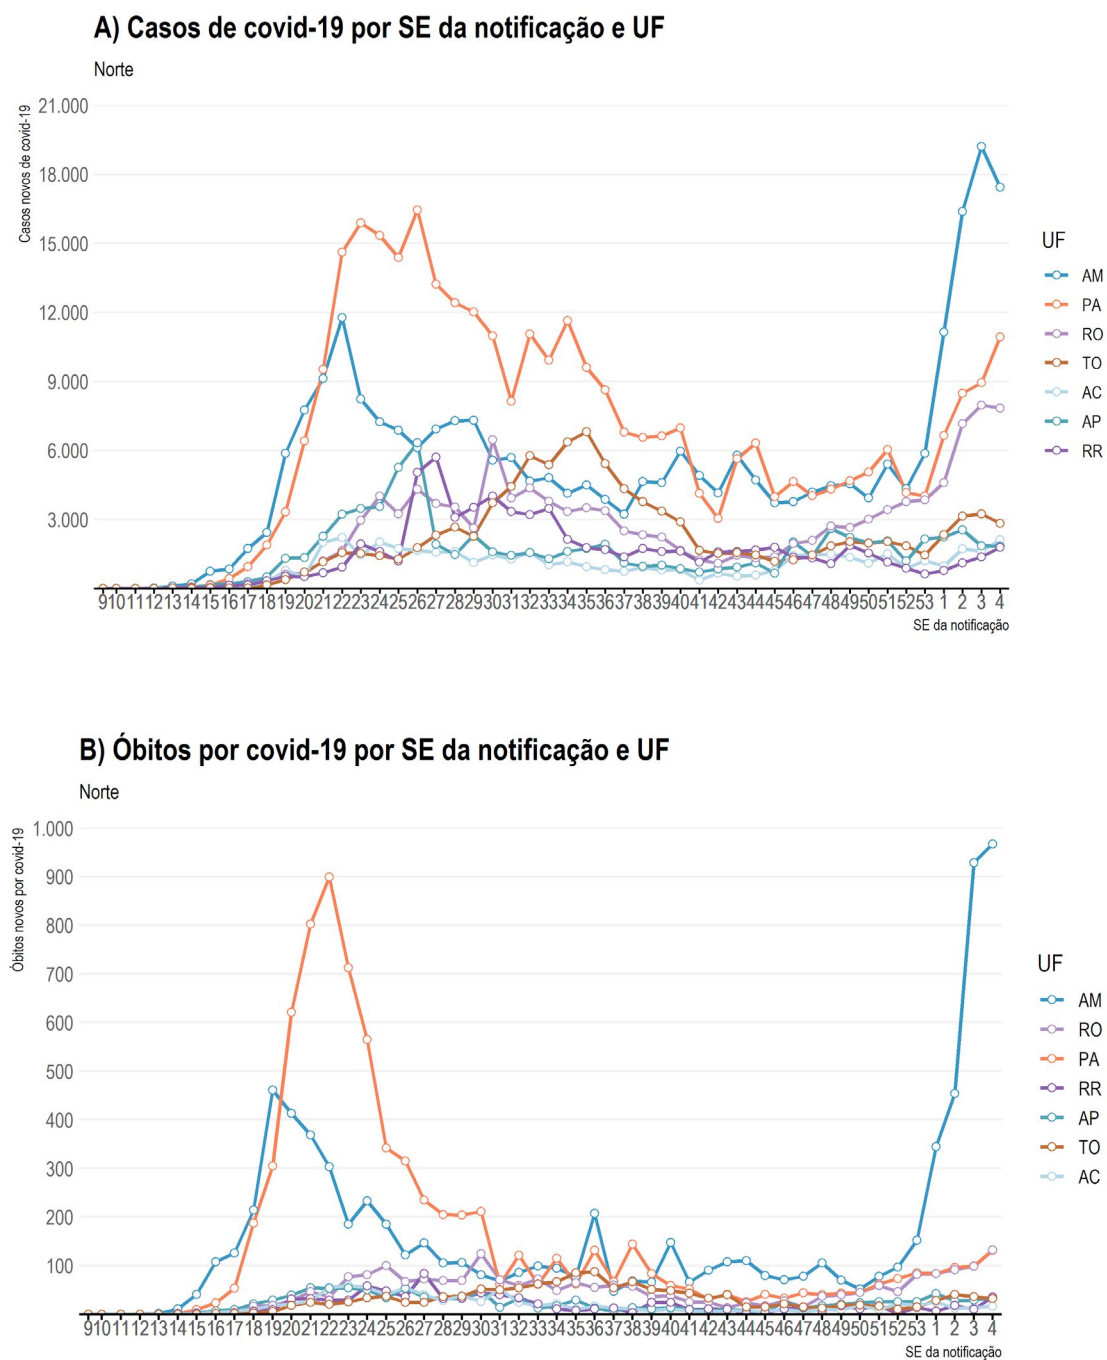 A) Casos de covid-19 por SE da notificação e UF
Norte
Casos novos de covid-19
21.000
18.000
15.000
12.000
9.000
6.000
3.000
9 10 11 12 13 14 15 16 17 18 19 20 21 22 23 24 25 26 27 28 29 30 31 32 33 34 35 36 37 38 39 40 41 42 43 44 45 46 47 48 49 50 51 52 53 1 2 3 4
SE da notificação
UF
AM
PA
RO
TO
AC
AP
RR
B) Óbitos por covid-19 por SE da notificação e UF
Norte
Óbitos novos por covid-19
1.000
900
800
700
600
500
400
300
200
100
9 10 11 12 13 14 15 16 17 18 19 20 21 22 23 24 25 26 27 28 29 30 31 32 33 34 35 36 37 38 39 40 41 42 43 44 45 46 47 48 49 50 51 52 53 1 2 3 4
SE da notificação
UF
AM
RO
PA
RR
AP
TO
AC